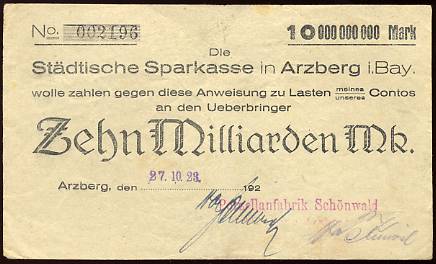 No. 002196 10 000 000 000 Mark
Die
Städtische Sparkasse in Arzberg i. Bay.
wolle zahlen gegen diese Anweisung zu Lasten meines unseres Contos
an den Ueberbringer
Zehn Milliarden Mk.
Arzberg, den 27.10.23. 192
Porzellanfabrik Schönwald